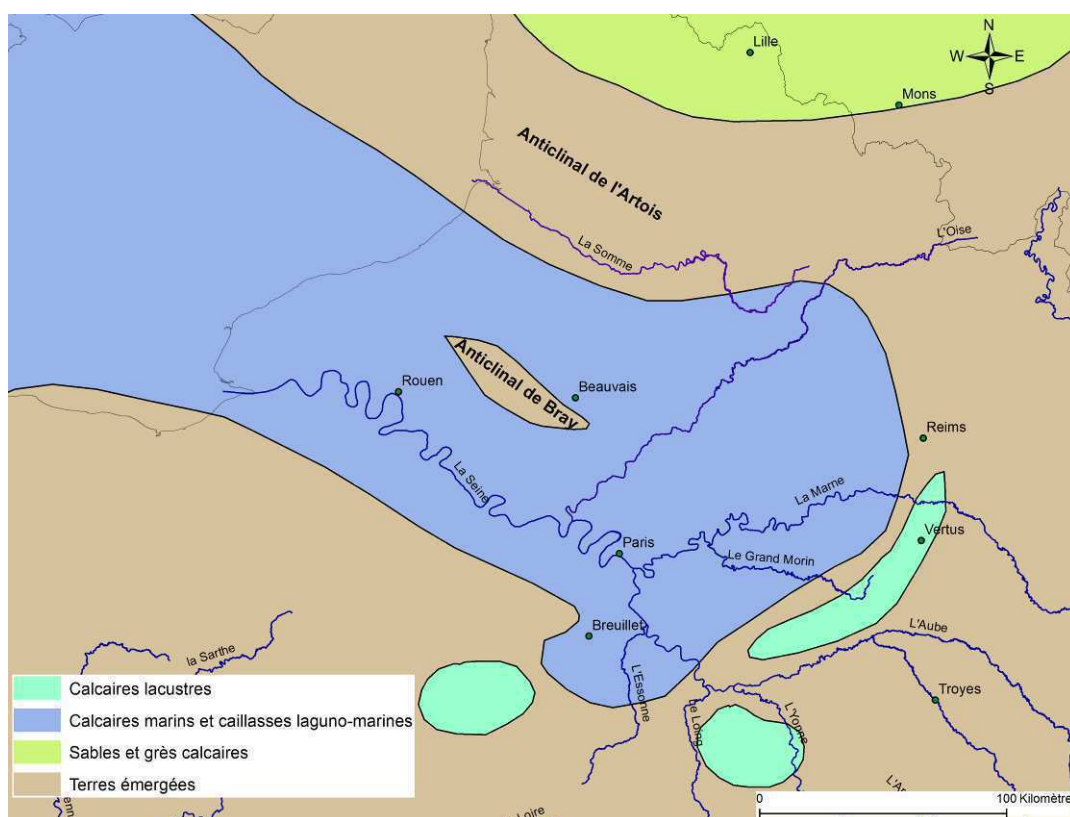 Lille
N
W
E
S
Mons
Anticlinal de l'Artois
La Somme
L'Oise
Rouen
Anticlinal de Bray
Beauvais
Reims
La Seine
La Marne
Paris
Vertus
Le Grand Morin
Breuillet
L'Aube
la Sarthe
L'Essonne
Le Loing
L'Yonne
Troyes
Calcaires lacustres
Calcaires marins et caillasses laguno-marines
Sables et grès calcaires
Terres émergées
0
100 Kilomètre